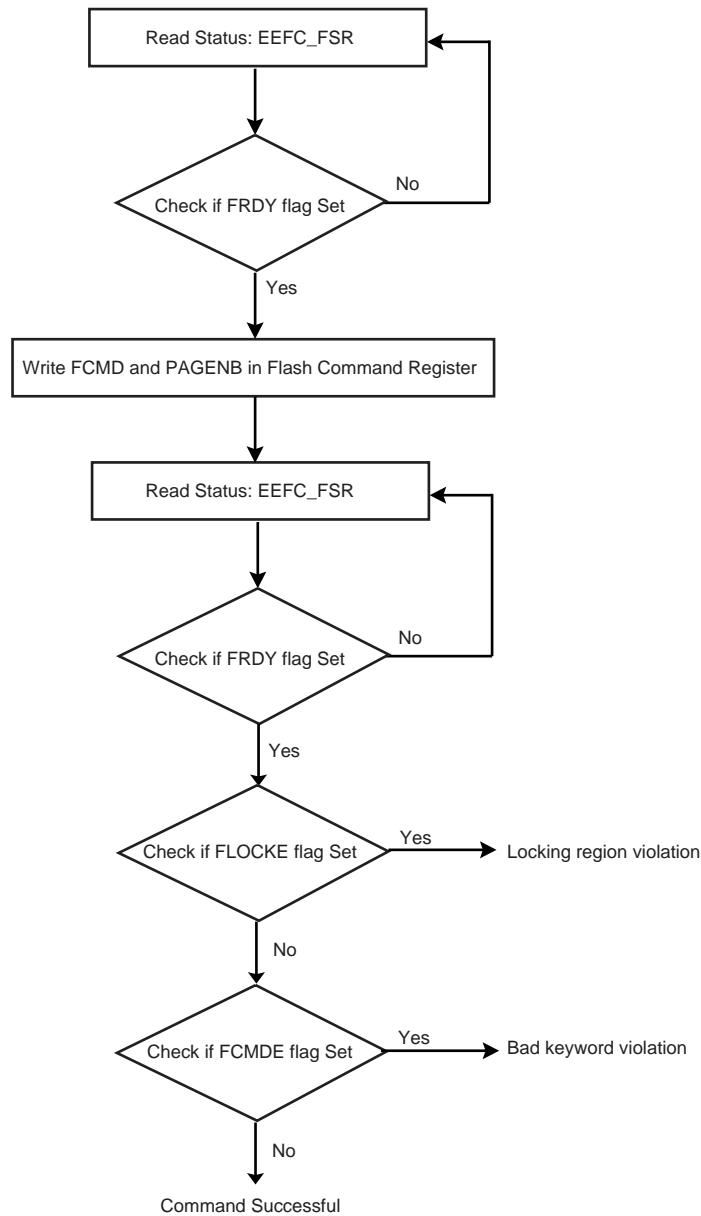 Read Status: EEFC_FSR
No
Check if FRDY flag Set
Yes
Write FCMD and PAGENB in Flash Command Register
Read Status: EEFC_FSR
No
Check if FRDY flag Set
Yes
Check if FLOCKE flag Set
Yes
Locking region violation
No
Check if FCMDE flag Set
Yes
Bad keyword violation
No
Command Successful